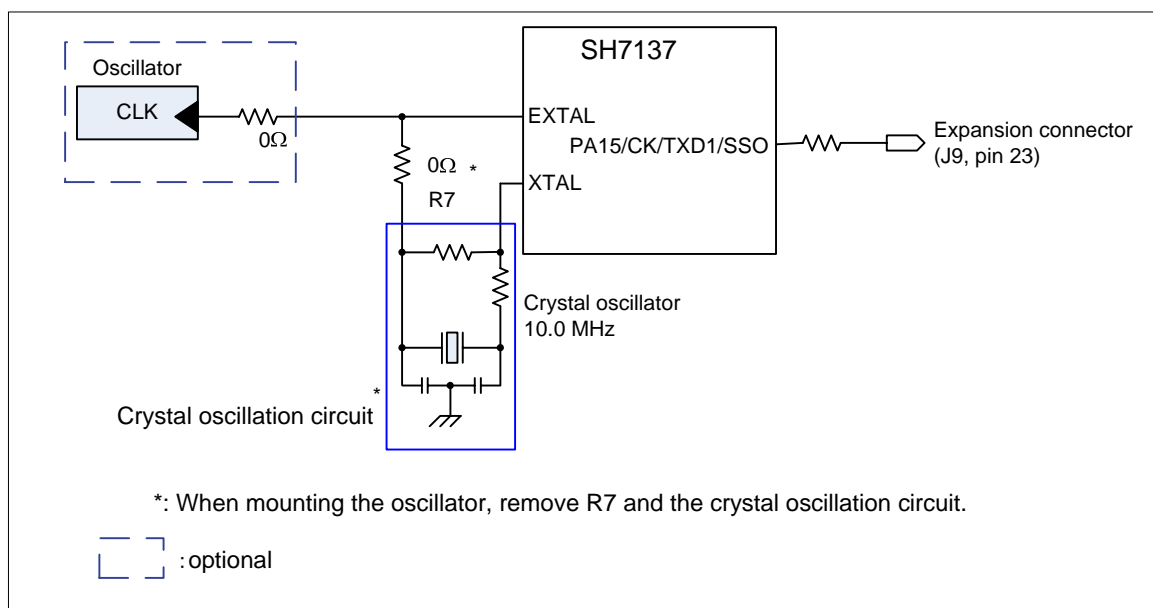 SH7137
Oscillator
CLK
0Ω
EXTAL
PA15/CK/TXD1/SSO
Expansion connector
(J9, pin 23)
0Ω *
R7
XTAL
Crystal oscillator
10.0 MHz
Crystal oscillation circuit *
*: When mounting the oscillator, remove R7 and the crystal oscillation circuit.
: optional